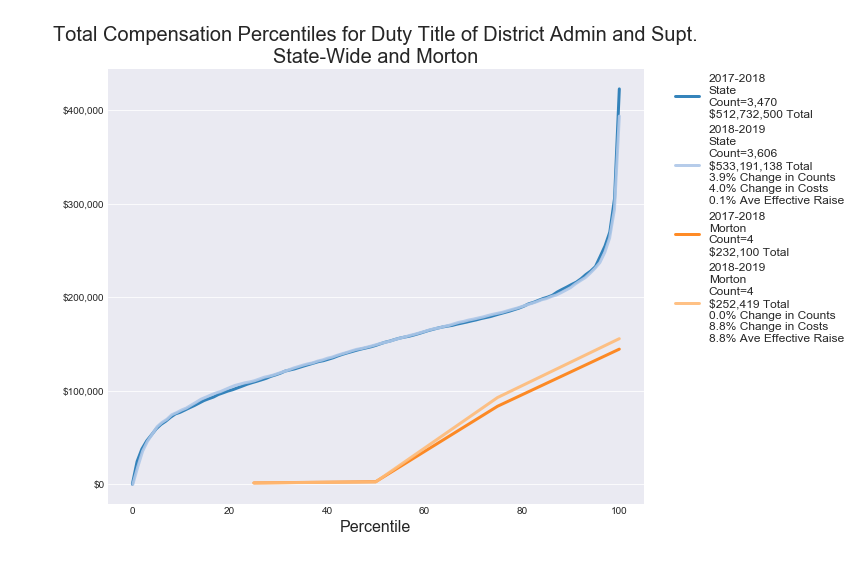 Total Compensation Percentiles for Duty Title of District Admin and Supt.
State-Wide and Morton
$400,000
$300,000
$200,000
$100,000
$0
0
20
40
60
80
100
Percentile
2017-2018
State
Count=3,470
$512,732,500 Total
2018-2019
State
Count=3,606
$533,191,138 Total
3.9% Change in Counts
4.0% Change in Costs
0.1% Ave Effective Raise
2017-2018
Morton
Count=4
$232,100 Total
2018-2019
Morton
Count=4
$252,419 Total
0.0% Change in Counts
8.8% Change in Costs
8.8% Ave Effective Raise